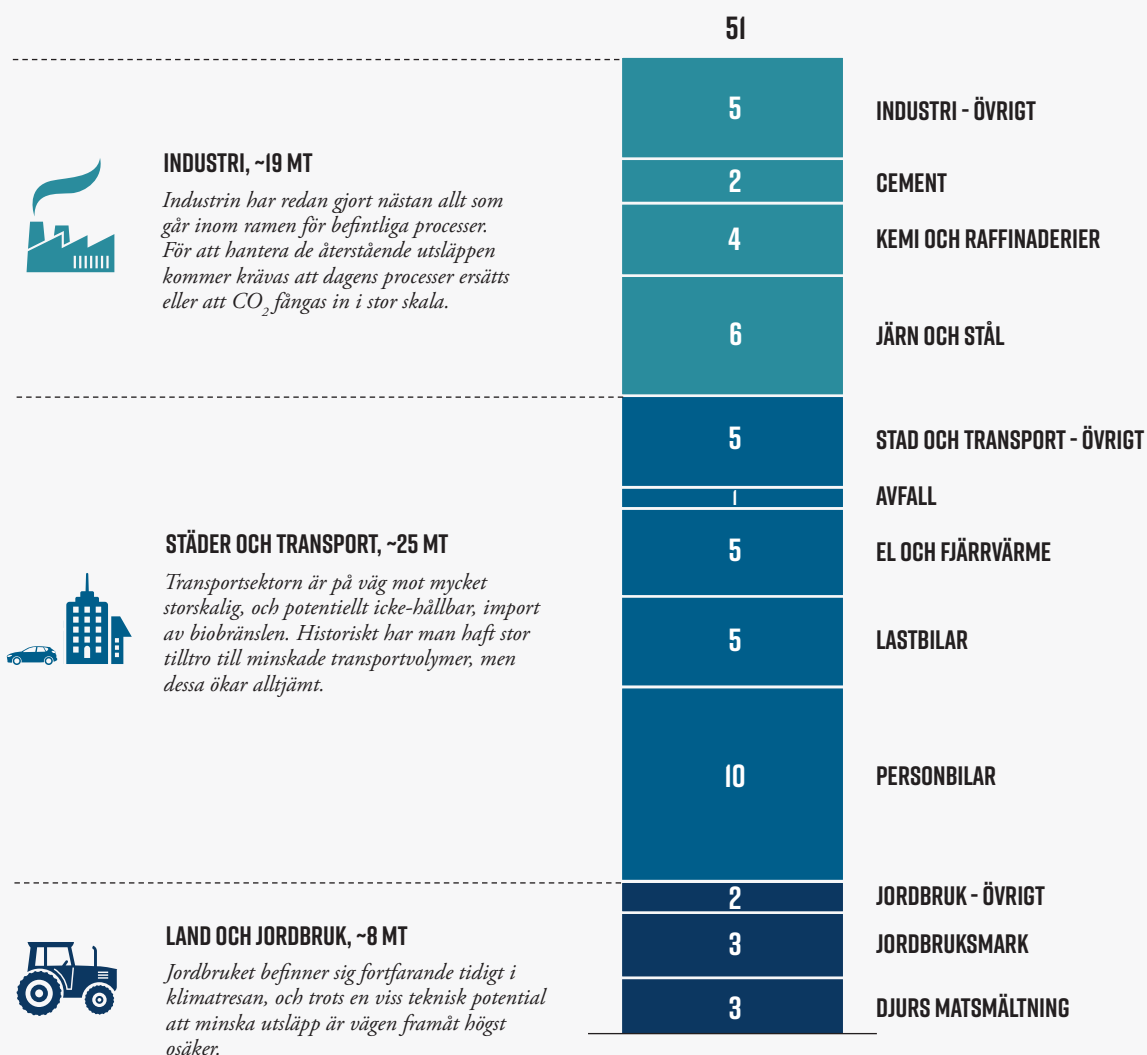 51
INDUSTRI, ~19 MT
Industrin har redan gjort nästan allt som
går inom ramen för befintliga processer.
För att hantera de återstående utsläppen
kommer krävas att dagens processer ersätts
eller att CO₂ fångas in i stor skala.
5 INDUSTRI - ÖVRIGT
2 CEMENT
4 KEMI OCH RAFFINADERIER
6 JÄRN OCH STÅL
STÄDER OCH TRANSPORT, ~25 MT
Transportsektorn är på väg mot mycket
storskalig, och potentiellt icke-hållbar, import
av biobränslen. Historiskt har man haft stor
tilltro till minskade transportvolymer, men
dessa ökar alltjämt.
5 STAD OCH TRANSPORT - ÖVRIGT
1 AVFALL
5 EL OCH FJÄRRVÄRME
5 LASTBILAR
10 PERSONBILAR
LAND OCH JORDBRUK, ~8 MT
Jordbruket befinner sig fortfarande tidigt i
klimatresan, och trots en viss teknisk potential
att minska utsläpp är vägen framåt högst
osäker.
2 JORDBRUK - ÖVRIGT
3 JORDBRUKSMARK
3 DJURS MATSMÄLTNING